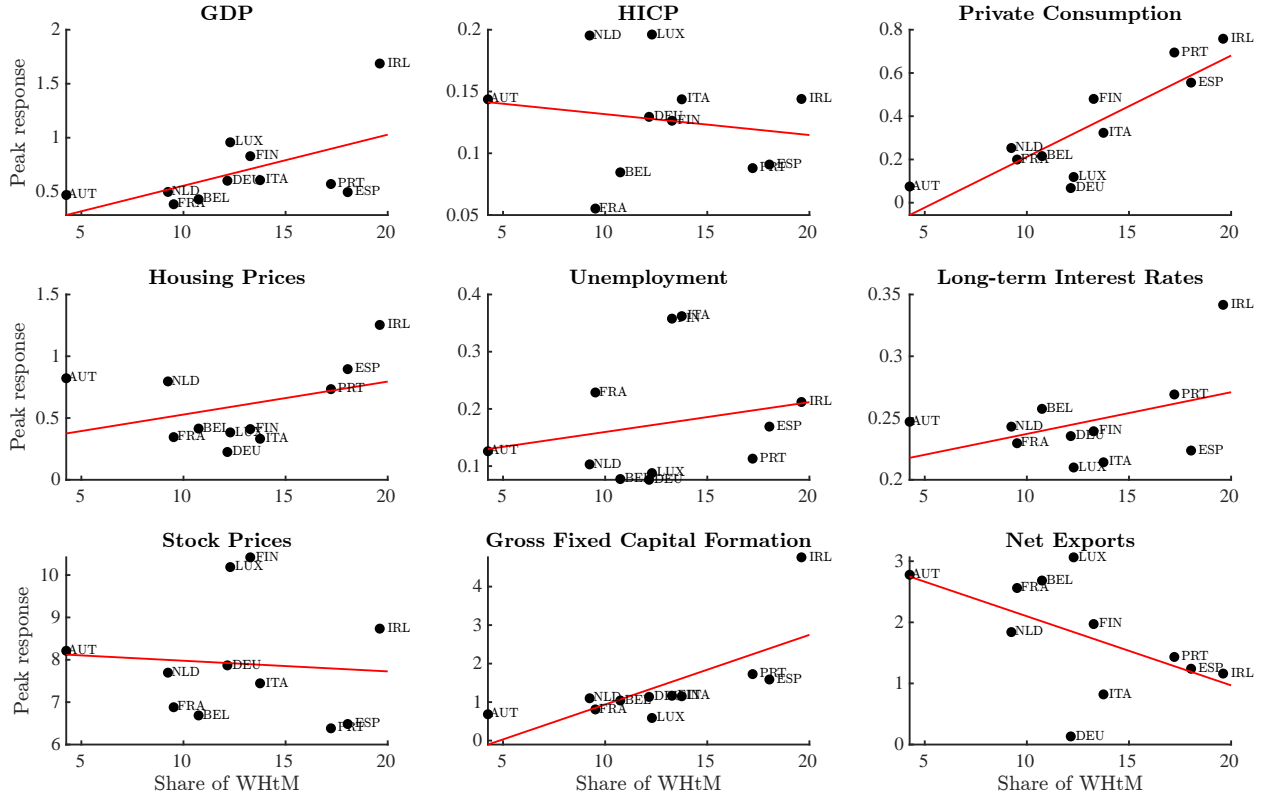 GDP
HICP
Private Consumption
Peak response
2
1.5
1
0.5
5
10
15
20
AUT
NLD
FRA
BEL
DEU
LUX
FIN
ITA
PRT
ESP
IRL
0.2
0.15
0.1
0.05
5
10
15
20
AUT
NLD
FRA
BEL
DEU
LUX
FIN
ITA
PRT
ESP
IRL
0.8
0.6
0.4
0.2
0
5
10
15
20
AUT
NLD
FRA
BEL
DEU
LUX
FIN
ITA
PRT
ESP
IRL
Housing Prices
Unemployment
Long-term Interest Rates
Peak response
1.5
1
0.5
0
5
10
15
20
AUT
NLD
FRA
BEL
DEU
LUX
FIN
ITA
PRT
ESP
IRL
0.4
0.3
0.2
0.1
5
10
15
20
AUT
NLD
FRA
BEL
DEU
LUX
FIN
ITA
PRT
ESP
IRL
0.35
0.3
0.25
0.2
5
10
15
20
AUT
NLD
FRA
BEL
DEU
LUX
FIN
ITA
PRT
ESP
IRL
Stock Prices
Gross Fixed Capital Formation
Net Exports
Peak response
10
9
8
7
6
5
10
15
20
AUT
NLD
FRA
BEL
DEU
LUX
FIN
ITA
PRT
ESP
IRL
Share of WHtM
4
3
2
1
0
5
10
15
20
AUT
NLD
FRA
BEL
DEU
LUX
FIN
ITA
PRT
ESP
IRL
Share of WHtM
3
2
1
0
5
10
15
20
AUT
NLD
FRA
BEL
DEU
LUX
FIN
ITA
PRT
ESP
IRL
Share of WHtM